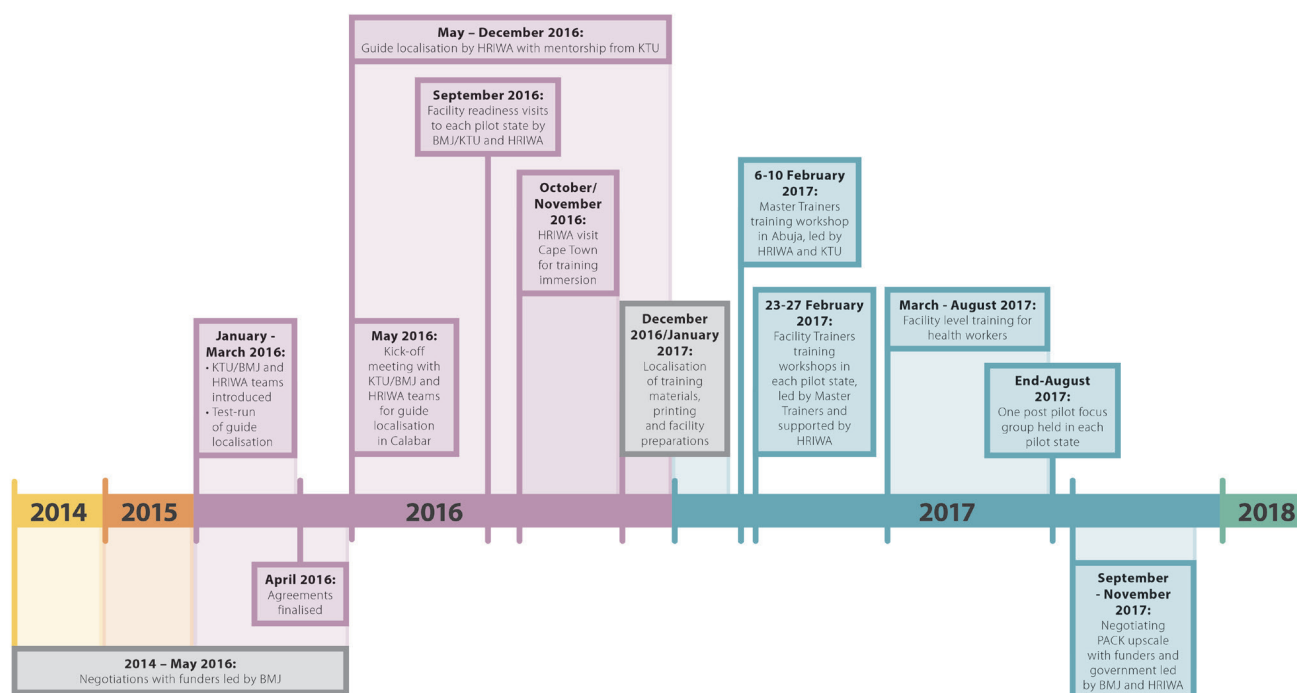 May – December 2016:
Guide localisation by HRIWA with mentorship from KTU
September 2016:
Facility readiness visits
to each pilot state by
BMJ/KTU and HRIWA
October/
November
2016:
HRIWA visit
Cape Town
for training
immersion
6-10 February
2017:
Master Trainers
training workshop
in Abuja, led by
HRIWA and KTU
January -
March 2016:
• KTU/BMJ and
HRIWA teams
introduced
• Test-run
of guide
localisation
May 2016:
Kick-off
meeting with
KTU/BMJ and
HRIWA teams
for guide
localisation
in Calabar
December
2016/January
2017:
Localisation
of training
materials,
printing
and facility
preparations
23-27 February
2017:
Facility Trainers
training
workshops in
each pilot state,
led by Master
Trainers and
supported by
HRIWA
March - August 2017:
Facility level training for
health workers
End-August
2017:
One post pilot focus
group held in each
pilot state
2014
2015
2016
2017
2018
April 2016:
Agreements
finalised
2014 – May 2016:
Negotiations with funders led by BMJ
September
- November
2017:
Negotiating
PACK upscale
with funders and
government led
by BMJ and HRIWA